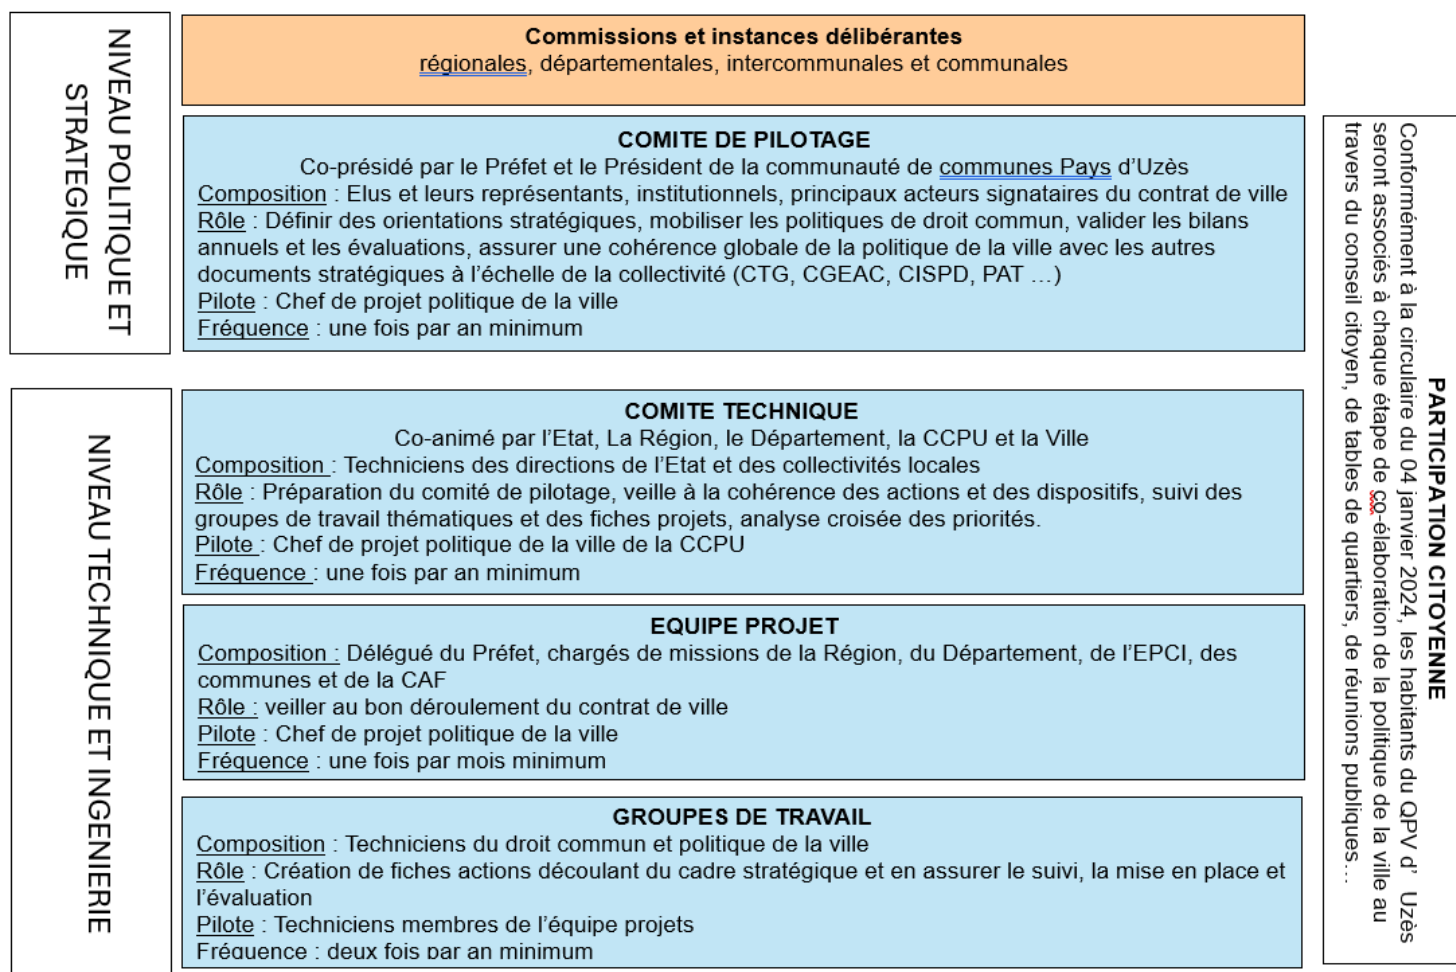 NIVEAU POLITIQUE ET
STRATEGIQUE
Commissions et instances délibérantes
régionales, départementales, intercommunales et communales
COMITE DE PILOTAGE
Co-présidé par le Préfet et le Président de la communauté de communes Pays d’Uzès
Composition : Elus et leurs représentants, institutionnels, principaux acteurs signataires du contrat de ville
Rôle : Définir des orientations stratégiques, mobiliser les politiques de droit commun, valider les bilans
annuels et les évaluations, assurer une cohérence globale de la politique de la ville avec les autres
documents stratégiques à l’échelle de la collectivité (CTG, CGEAC, CISPD, PAT …)
Pilote : Chef de projet politique de la ville
Fréquence : une fois par an minimum
NIVEAU TECHNIQUE ET INGENIERIE
COMITE TECHNIQUE
Co-animé par l’Etat, La Région, le Département, la CCPU et la Ville
Composition : Techniciens des directions de l’Etat et des collectivités locales
Rôle : Préparation du comité de pilotage, veille à la cohérence des actions et des dispositifs, suivi des
groupes de travail thématiques et des fiches projets, analyse croisée des priorités.
Pilote : Chef de projet politique de la ville de la CCPU
Fréquence : une fois par an minimum
EQUIPE PROJET
Composition : Délégué du Préfet, chargés de missions de la Région, du Département, de l’EPCI, des
communes et de la CAF
Rôle : veiller au bon déroulement du contrat de ville
Pilote : Chef de projet politique de la ville
Fréquence : une fois par mois minimum
GROUPES DE TRAVAIL
Composition : Techniciens du droit commun et politique de la ville
Rôle : Création de fiches actions découlant du cadre stratégique et en assurer le suivi, la mise en place et
l’évaluation
Pilote : Techniciens membres de l’équipe projets
Fréquence : deux fois par an minimum
PARTICIPATION CITOYENNE
Conformément à la circulaire du 04 janvier 2024, les habitants du QPV d’ Uzès
seront associés à chaque étape de co-élaboration de la politique de la ville au
travers du conseil citoyen, de tables de quartiers, de réunions publiques…